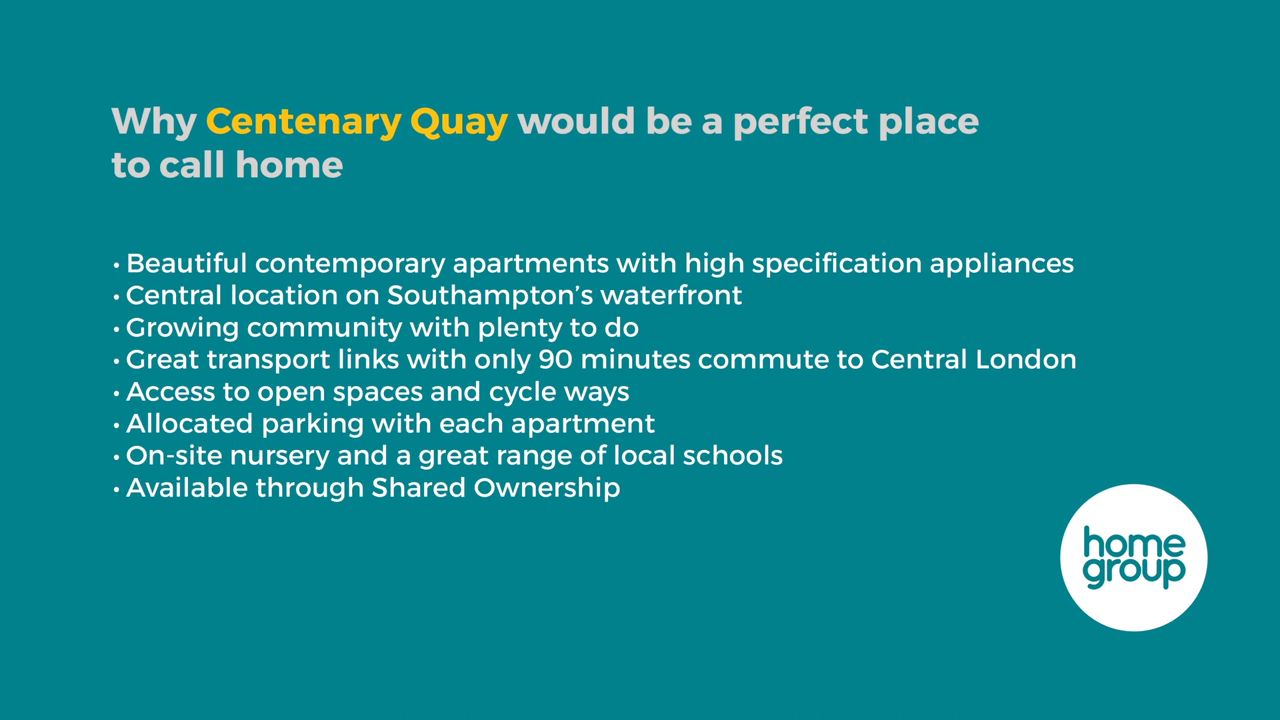 Why Centenary Quay would be a perfect place
to call home
• Beautiful contemporary apartments with high specification appliances
• Central location on Southampton’s waterfront
• Growing community with plenty to do
• Great transport links with only 90 minutes commute to Central London
• Access to open spaces and cycle ways
• Allocated parking with each apartment
• On-site nursery and a great range of local schools
• Available through Shared Ownership
home
group